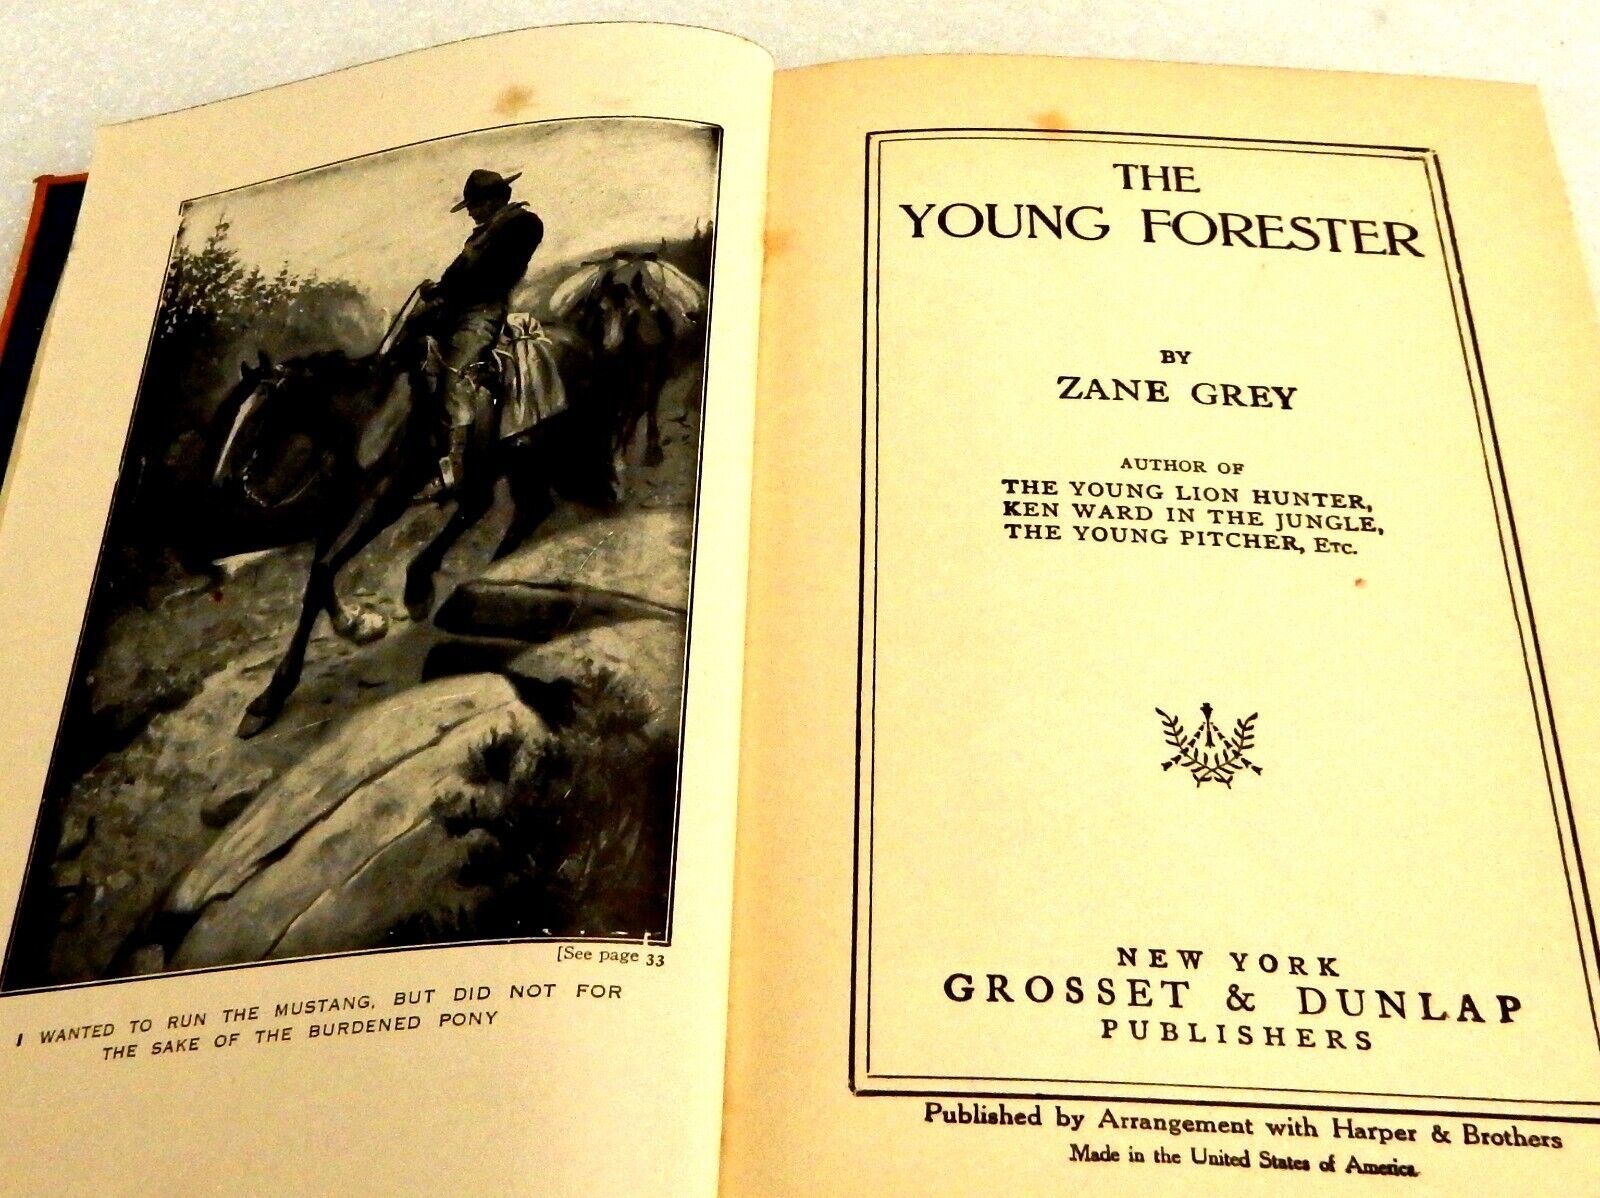 [See page 33
I WANTED TO RUN THE MUSTANG, BUT DID NOT FOR
THE SAKE OF THE BURDENED PONY
THE
YOUNG FORESTER
BY
ZANE GREY
AUTHOR OF
THE YOUNG LION HUNTER,
KEN WARD IN THE JUNGLE,
THE YOUNG PITCHER, ETC.
NEW YORK
GROSSET & DUNLAP
PUBLISHERS
Published by Arrangement with Harper & Brothers
Made in the United States of America